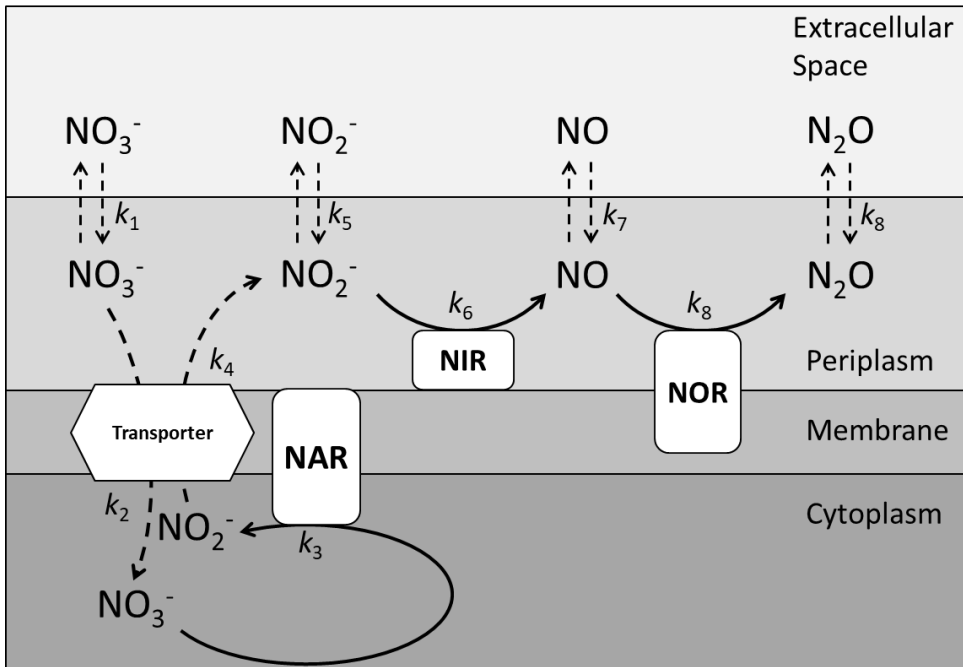 Extracellular
Space
NO₃⁻ NO₂⁻ NO N₂O
k₁ k₅ k₇ k₈
NO₃⁻ NO₂⁻ NO N₂O
k₆ k₈
k₄
NIR
Periplasm
NOR
Transporter
Membrane
NAR
k₂
NO₂⁻
k₃
Cytoplasm
NO₃⁻